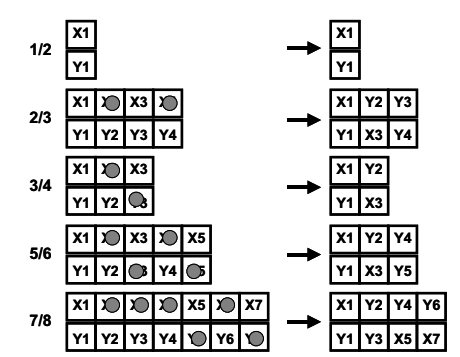 X1 X1
1/2
Y1 Y1
X1 X3 X1 Y2 Y3
2/3
Y1 Y2 Y3 Y4 Y1 X3 Y4
X1 X3 X1 Y2
3/4
Y1 Y2 Y1 X3
X1 X3 X5 X1 Y2 Y4
5/6
Y1 Y2 Y4 Y1 X3 Y5
X1 X5 X7 X1 Y2 Y4 Y6
7/8
Y1 Y2 Y3 Y4 Y6 Y1 Y3 X5 X7